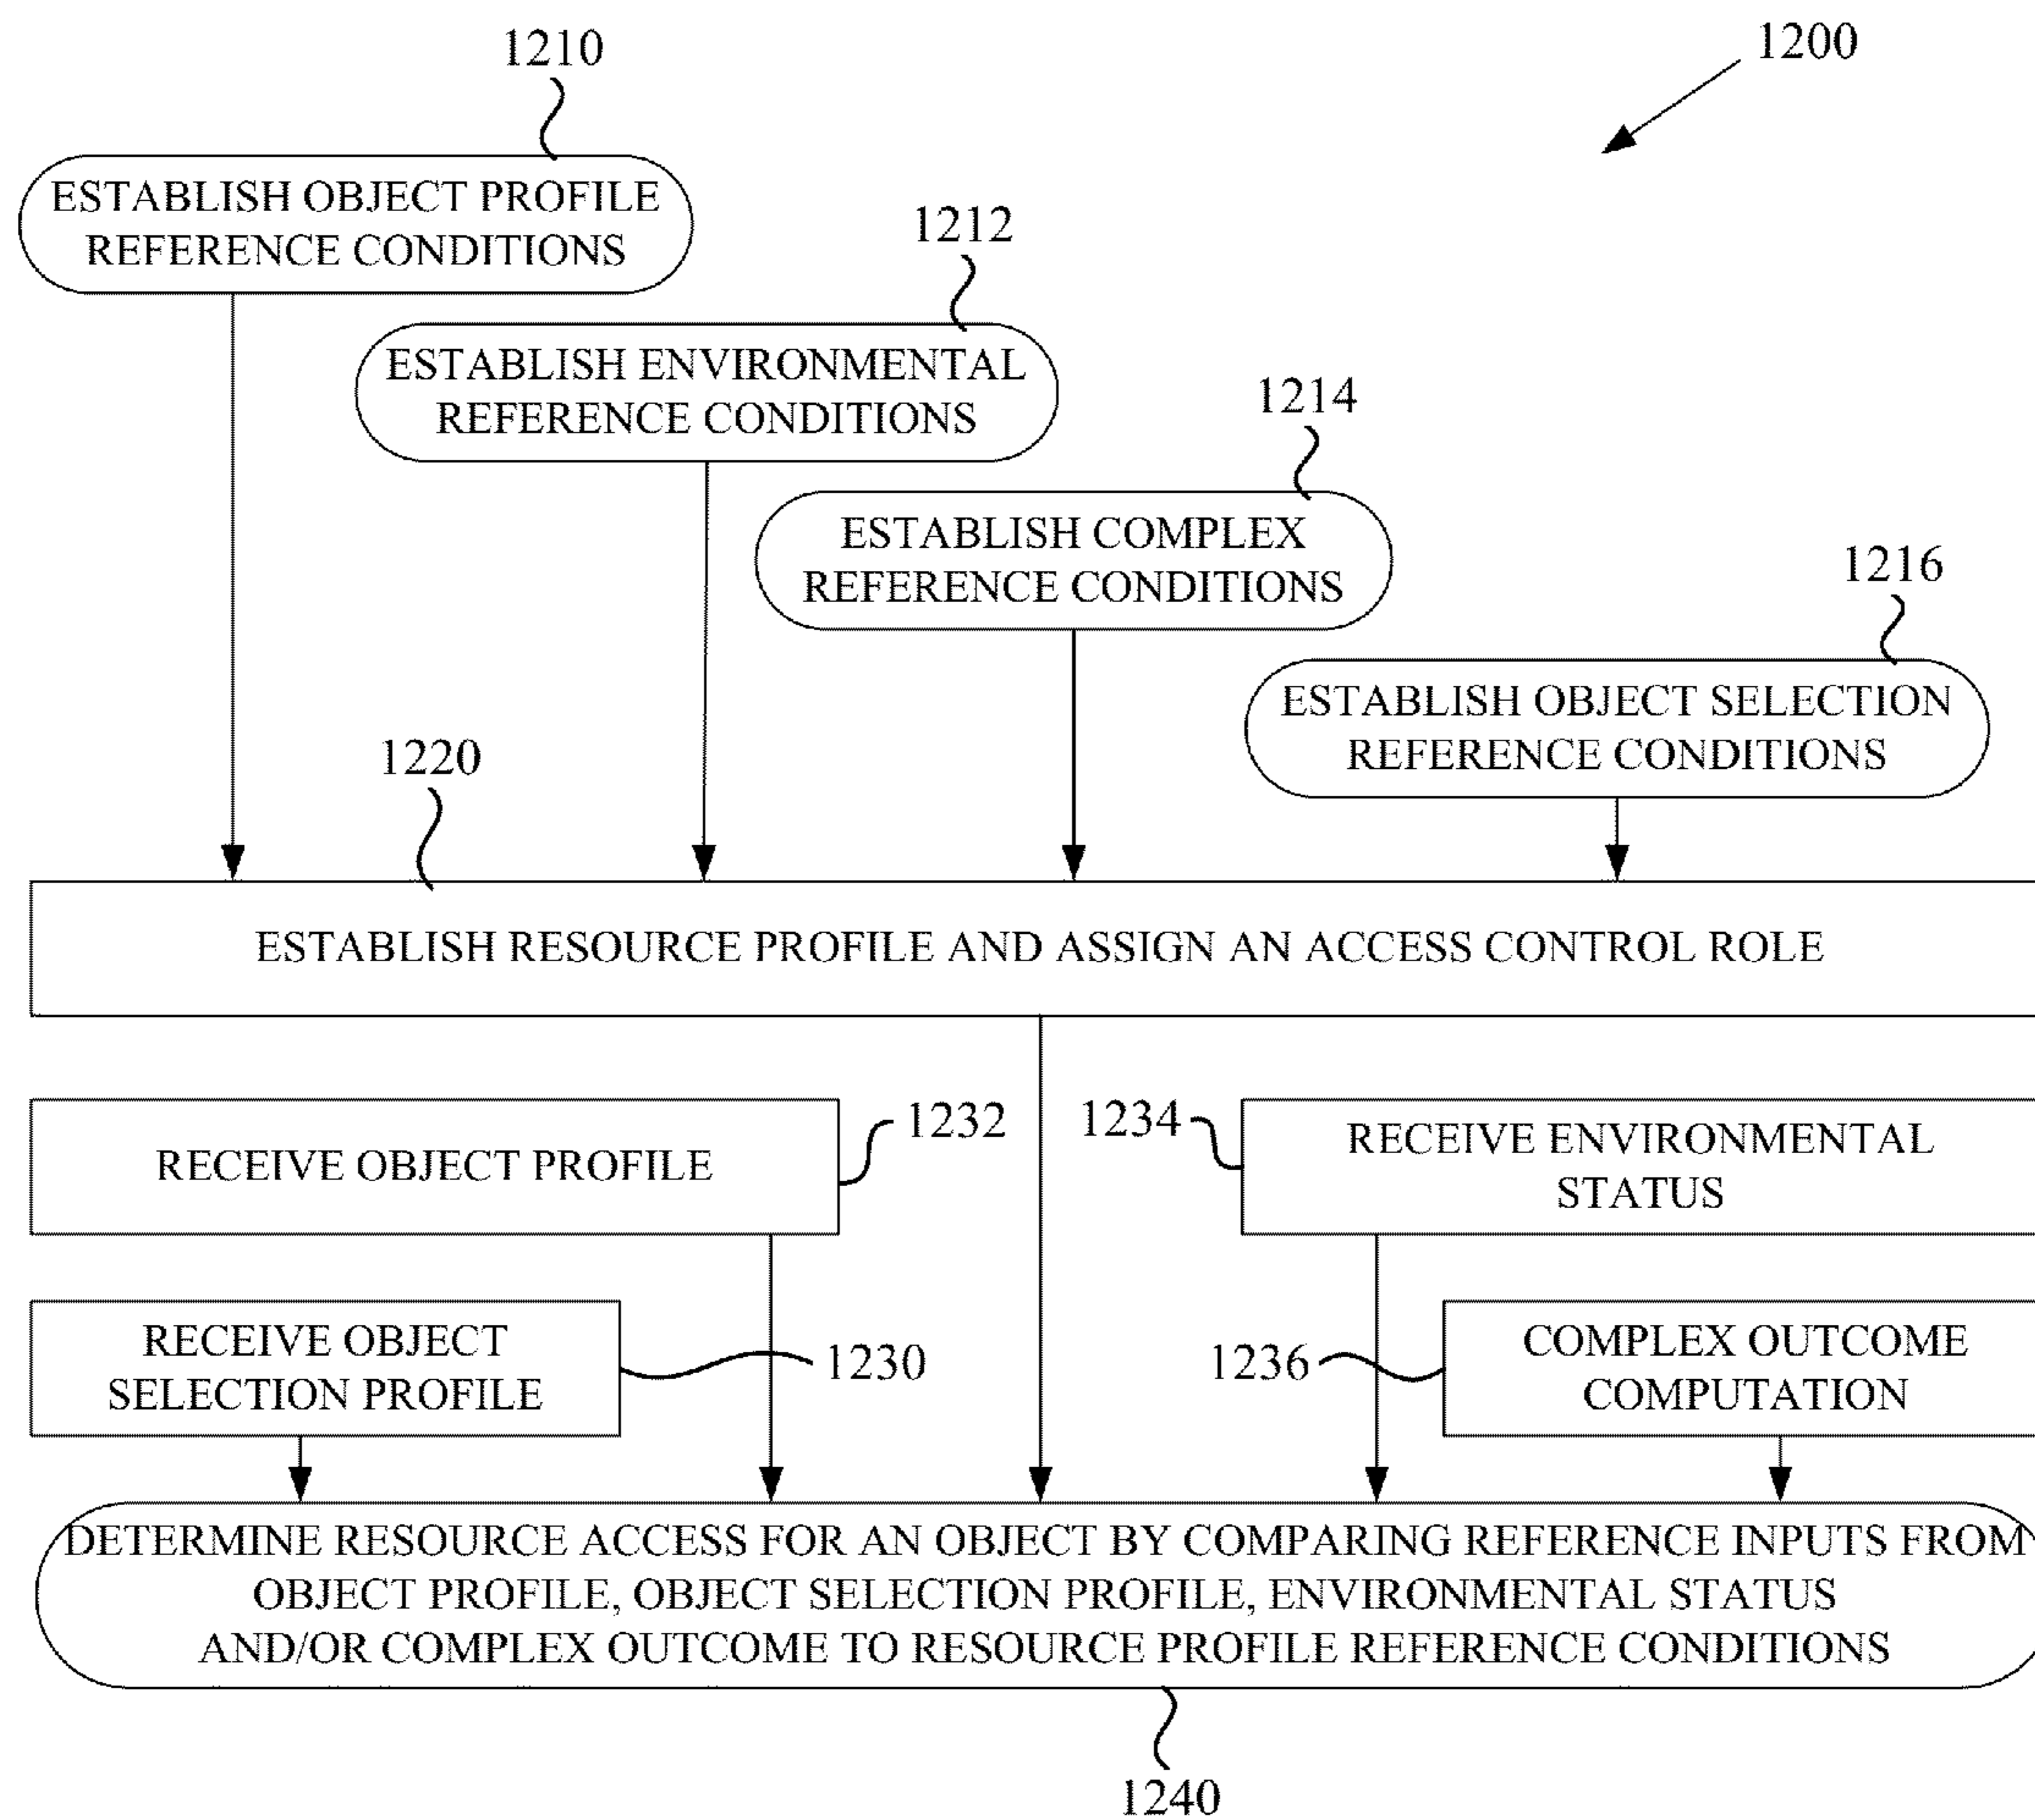 1210
1200
ESTABLISH OBJECT PROFILE
REFERENCE CONDITIONS
1212
ESTABLISH ENVIRONMENTAL
REFERENCE CONDITIONS
1214
ESTABLISH COMPLEX
REFERENCE CONDITIONS
1216
ESTABLISH OBJECT SELECTION
REFERENCE CONDITIONS
1220
ESTABLISH RESOURCE PROFILE AND ASSIGN AN ACCESS CONTROL ROLE
RECEIVE OBJECT PROFILE
1232
1234
RECEIVE ENVIRONMENTAL
STATUS
RECEIVE OBJECT
SELECTION PROFILE
1230
1236
COMPLEX OUTCOME
COMPUTATION
DETERMINE RESOURCE ACCESS FOR AN OBJECT BY COMPARING REFERENCE INPUTS FROM
OBJECT PROFILE, OBJECT SELECTION PROFILE, ENVIRONMENTAL STATUS
AND/OR COMPLEX OUTCOME TO RESOURCE PROFILE REFERENCE CONDITIONS
1240